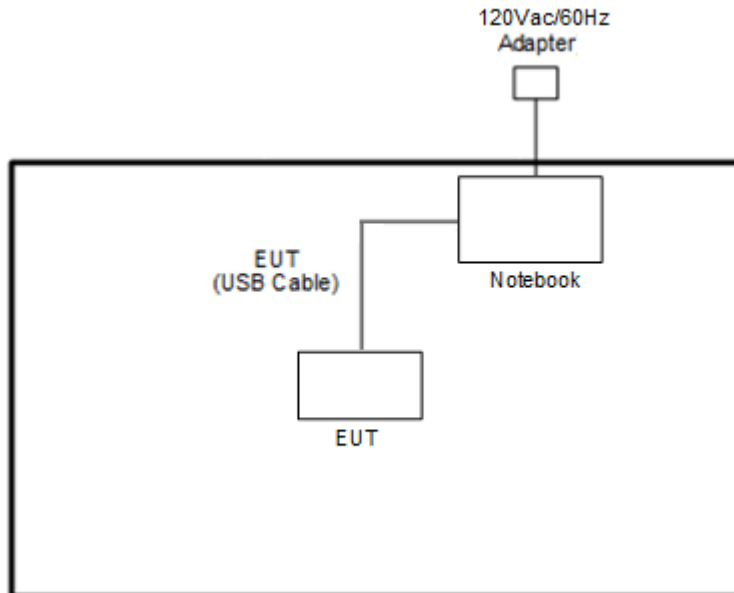 120Vac/60Hz
Adapter
EUT
(USB Cable)
Notebook
EUT